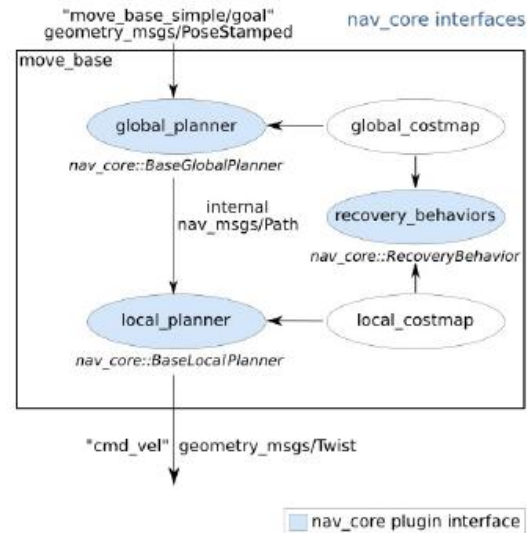 "move_base_simple/goal"
geometry_msgs/PoseStamped
nav_core interfaces
move_base
global_planner
global_costmap
nav_core::BaseGlobalPlanner
internal
nav_msgs/Path
recovery_behaviors
nav_core::RecoveryBehavior
local_planner
local_costmap
nav_core::BaseLocalPlanner
"cmd_vel" geometry_msgs/Twist
nav_core plugin interface